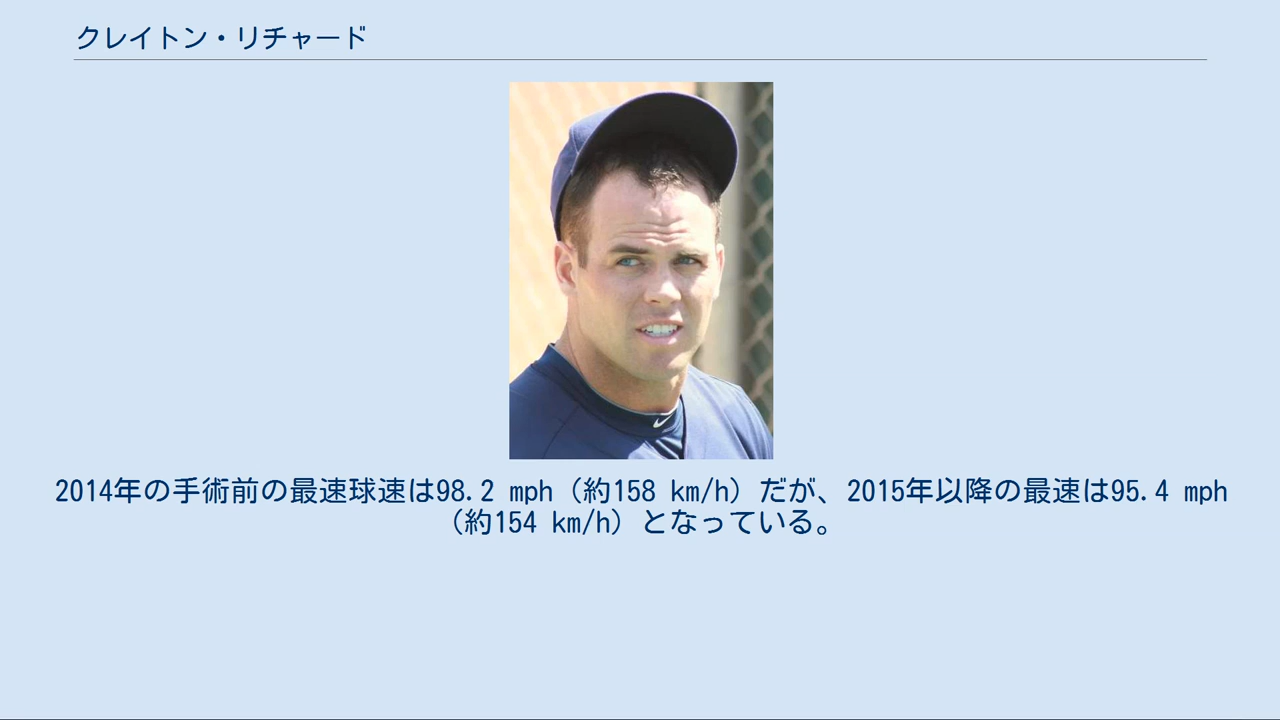 クレイトン・リチャード
2014年の手術前の最速球速は98.2 mph（約158 km/h）だが、2015年以降の最速は95.4 mph
（約154 km/h）となっている。